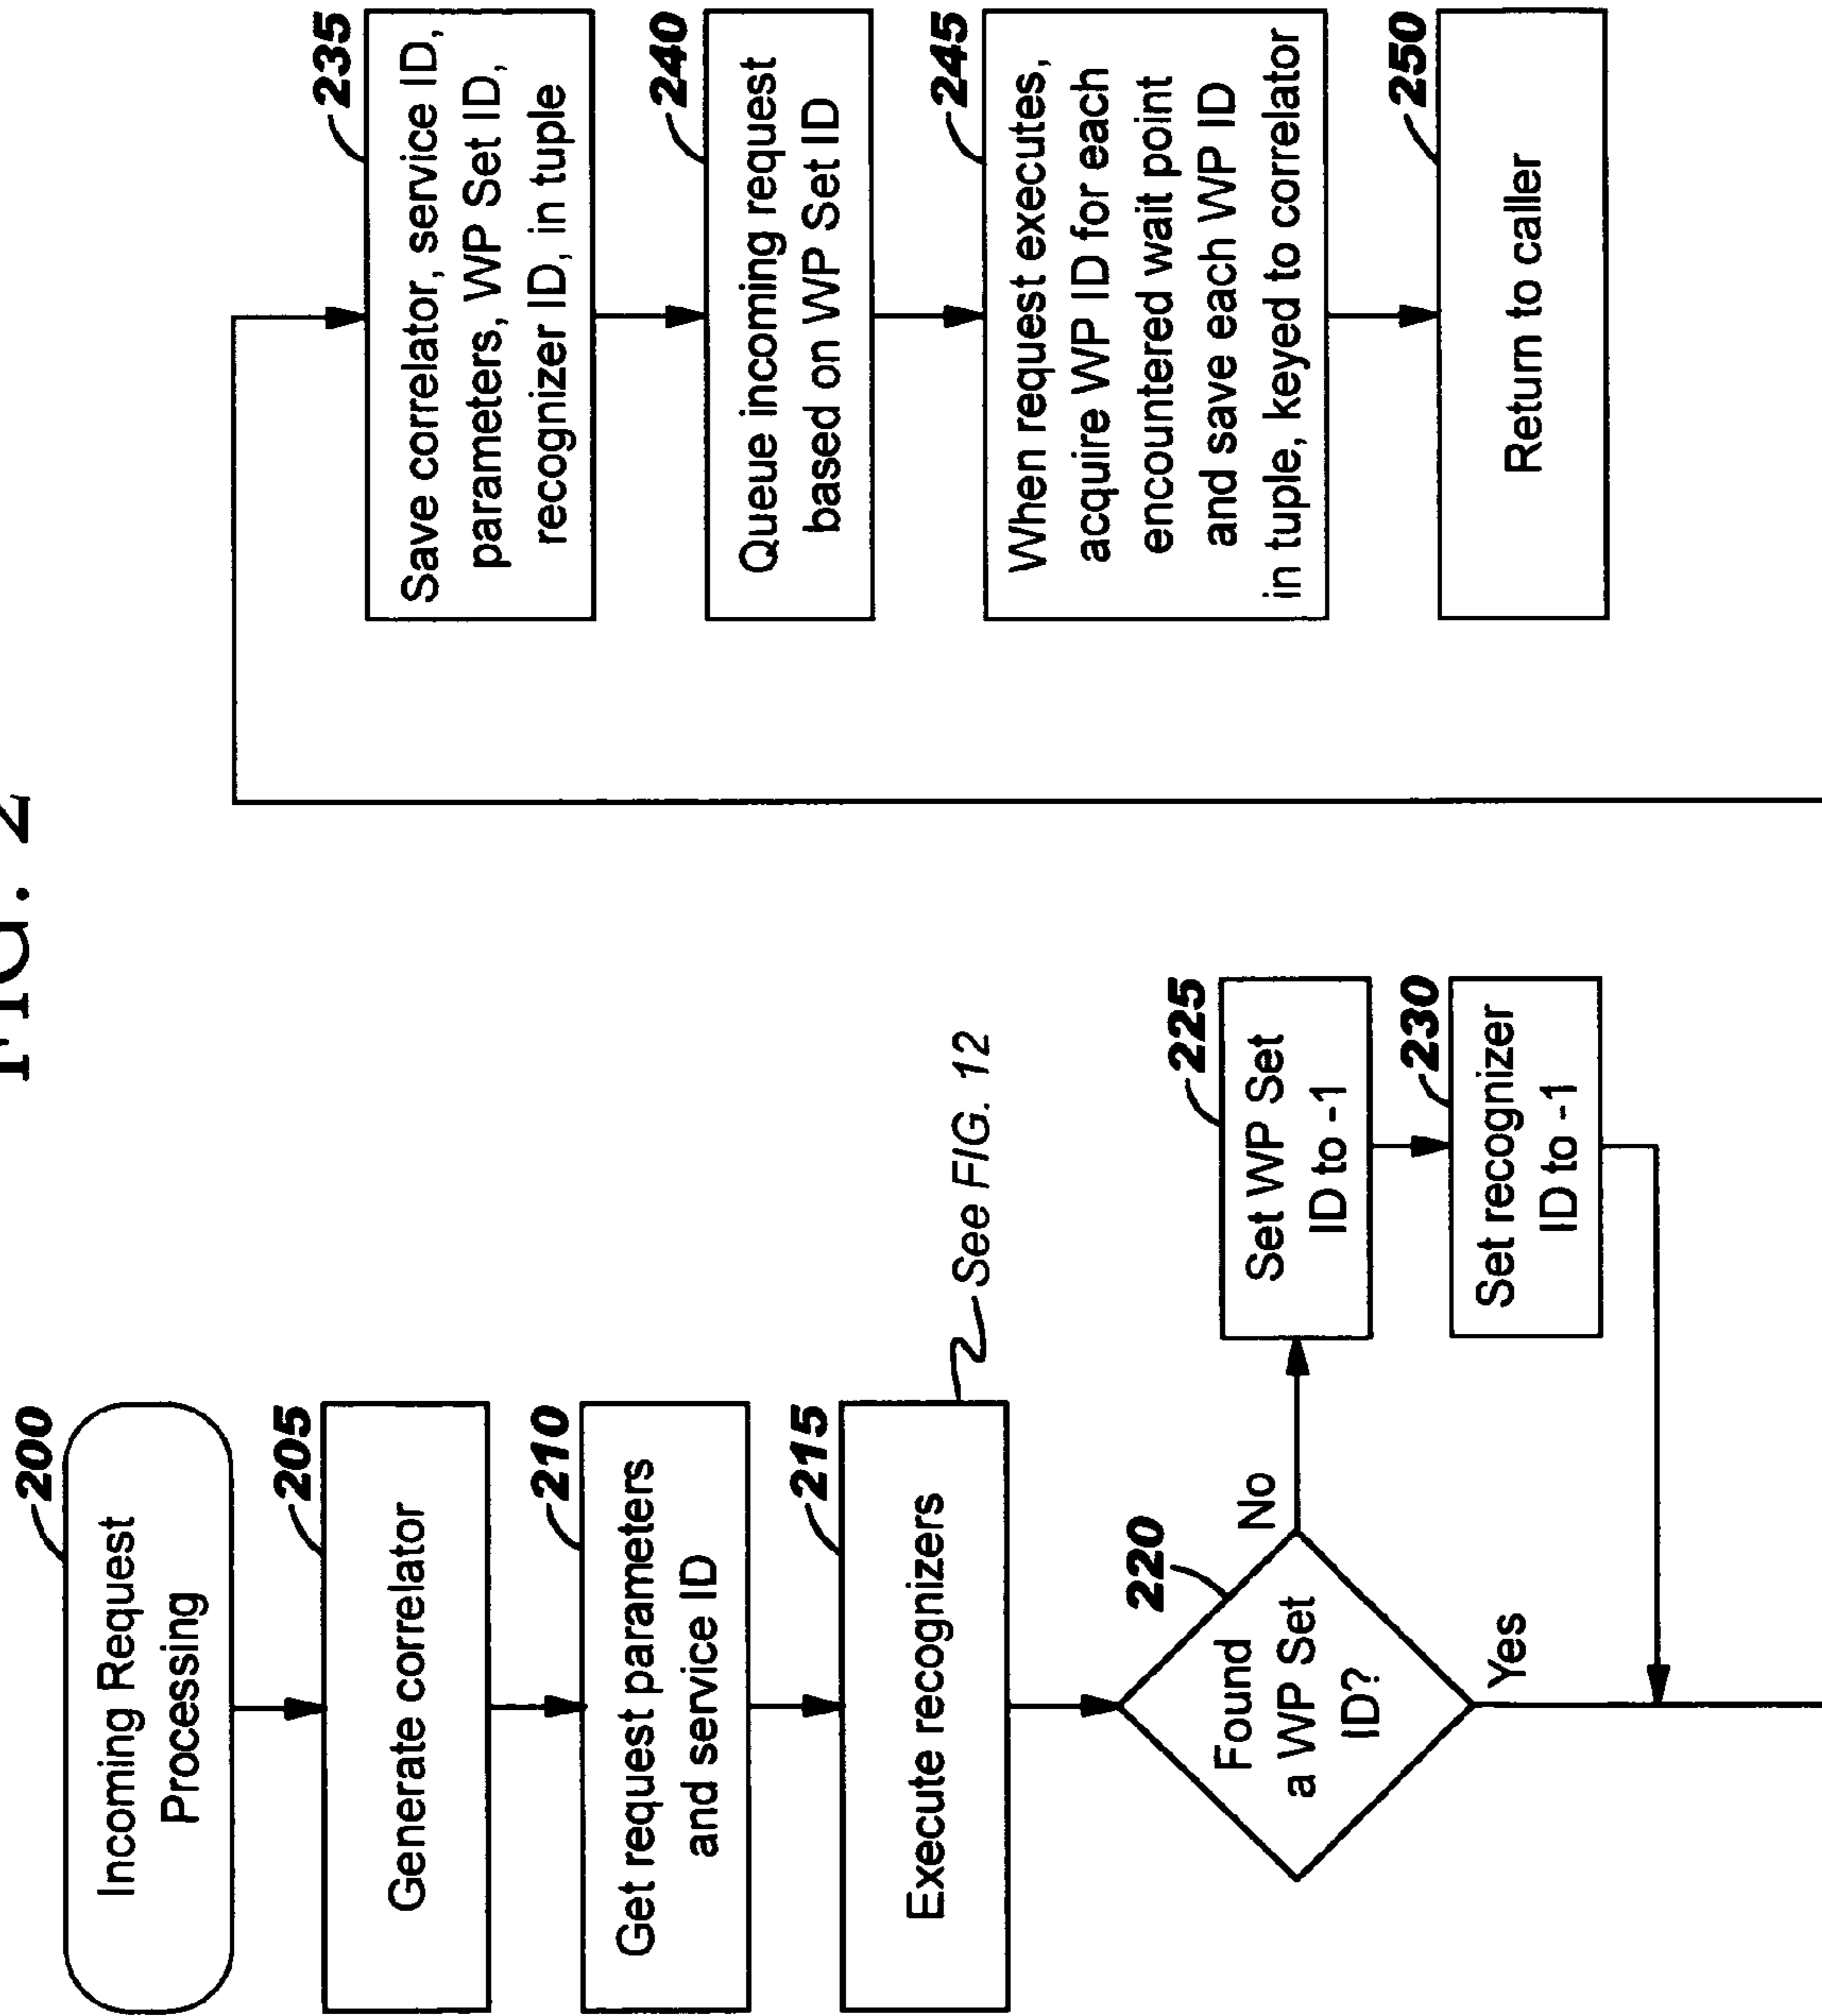 FIG. 2
200
Incoming Request
Processing
205
Generate correlator
210
Get request parameters
and service ID
215
Execute recognizers
See FIG. 12
220
Found
a WP Set
ID?
No
Yes
225
Set WP Set
ID to -1
230
Set recognizer
ID to -1
235
Save correlator, service ID,
parameters, WP Set ID,
recognizer ID, in tuple
240
Queue incoming request
based on WP Set ID
245
When request executes,
acquire WP ID for each
encountered wait point
and save each WP ID
in tuple, keyed to correlator
250
Return to caller